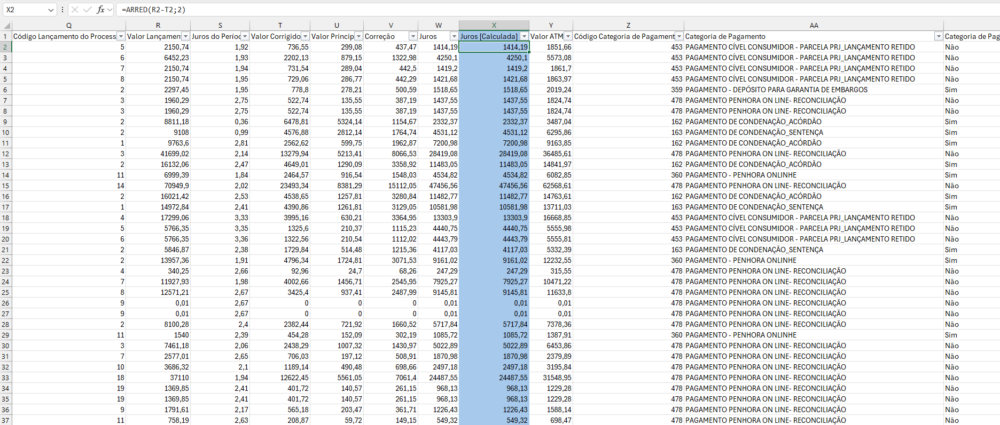 X2 fx =ARRED(R2-T2;2)
Q R S T U V W X Y Z AA
1 Código Lançamento do Process Valor Lançamen Juros do Períoc Valor Corrigido Valor Princip Correção Juros Juros [Calculada] Valor ATM Código Categoria de Pagament Categoria de Pagamento Categoria de Pag
2 5 2150,74 1,92 736,55 299,08 437,47 1414,19 1414,19 1851,66 453 PAGAMENTO CÍVEL CONSUMIDOR - PARCELA PRJ_LANÇAMENTO RETIDO Não
3 6 6452,23 1,93 2202,13 879,15 1322,98 4250,1 4250,1 5573,08 453 PAGAMENTO CÍVEL CONSUMIDOR - PARCELA PRJ_LANÇAMENTO RETIDO Não
4 7 2150,74 1,94 731,54 289,04 442,5 1419,2 1419,2 1861,7 453 PAGAMENTO CÍVEL CONSUMIDOR - PARCELA PRJ_LANÇAMENTO RETIDO Não
5 8 2150,74 1,95 729,06 286,77 442,29 1421,68 1421,68 1863,97 453 PAGAMENTO CÍVEL CONSUMIDOR - PARCELA PRJ_LANÇAMENTO RETIDO Não
6 2 2297,45 1,95 778,8 278,21 500,59 1518,65 1518,65 2019,24 359 PAGAMENTO - DEPÓSITO PARA GARANTIA DE EMBARGOS Sim
7 3 1960,29 2,75 522,74 135,55 387,19 1437,55 1437,55 1824,74 478 PAGAMENTO PENHORA ON LINE- RECONCILIAÇÃO Não
8 3 1960,29 2,75 522,74 135,55 387,19 1437,55 1437,55 1824,74 478 PAGAMENTO PENHORA ON LINE- RECONCILIAÇÃO Não
9 2 8811,18 0,36 6478,81 5324,14 1154,67 2332,37 2332,37 3487,04 162 PAGAMENTO DE CONDENAÇÃO_ACÓRDÃO Sim
10 2 9108 0,99 4576,88 2812,14 1764,74 4531,12 4531,12 6295,86 163 PAGAMENTO DE CONDENAÇÃO_SENTENÇA Sim
11 1 9763,6 2,81 2562,62 599,75 1962,87 7200,98 7200,98 9163,85 162 PAGAMENTO DE CONDENAÇÃO_ACÓRDÃO Sim
12 3 41699,02 2,14 13279,94 5213,41 8066,53 28419,08 28419,08 36485,61 478 PAGAMENTO PENHORA ON LINE- RECONCILIAÇÃO Não
13 2 16132,06 2,47 4649,01 1290,09 3358,92 11483,05 11483,05 14841,97 162 PAGAMENTO DE CONDENAÇÃO_ACÓRDÃO Sim
14 11 6999,39 1,84 2464,57 916,54 1548,03 4534,82 4534,82 6082,85 360 PAGAMENTO - PENHORA ONLINHE Sim
15 14 70949,9 2,02 23493,34 8381,29 15112,05 47456,56 47456,56 62568,61 478 PAGAMENTO PENHORA ON LINE- RECONCILIAÇÃO Não
16 2 16021,42 2,53 4538,65 1257,81 3280,84 11482,77 11482,77 14763,61 162 PAGAMENTO DE CONDENAÇÃO_ACÓRDÃO Sim
17 1 14972,84 2,41 4390,86 1261,81 3129,05 10581,98 10581,98 13711,03 163 PAGAMENTO DE CONDENAÇÃO_SENTENÇA Sim
18 4 17299,06 3,33 3995,16 630,21 3364,95 13303,9 13303,9 16668,85 453 PAGAMENTO CÍVEL CONSUMIDOR - PARCELA PRJ_LANÇAMENTO RETIDO Não
19 5 5766,35 3,35 1325,6 210,37 1115,23 4440,75 4440,75 5555,98 453 PAGAMENTO CÍVEL CONSUMIDOR - PARCELA PRJ_LANÇAMENTO RETIDO Não
20 6 5766,35 3,36 1322,56 210,54 1112,02 4443,79 4443,79 5555,81 453 PAGAMENTO CÍVEL CONSUMIDOR - PARCELA PRJ_LANÇAMENTO RETIDO Não
21 2 5846,87 2,38 1729,84 514,48 1215,36 4117,03 4117,03 5332,39 163 PAGAMENTO DE CONDENAÇÃO_SENTENÇA Sim
22 2 13957,36 1,91 4796,34 1724,81 3071,53 9161,02 9161,02 12232,55 360 PAGAMENTO - PENHORA ONLINHE Sim
23 4 340,25 2,66 92,96 24,7 68,26 247,29 247,29 315,55 478 PAGAMENTO PENHORA ON LINE- RECONCILIAÇÃO Não
24 7 11927,93 1,98 4002,66 1456,71 2545,95 7925,27 7925,27 10471,22 478 PAGAMENTO PENHORA ON LINE- RECONCILIAÇÃO Não
25 8 12571,21 2,67 3425,4 937,41 2487,99 9145,81 9145,81 11633,8 478 PAGAMENTO PENHORA ON LINE- RECONCILIAÇÃO Não
26 9 0,01 2,67 0 0 0 0,01 0,01 0,01 478 PAGAMENTO PENHORA ON LINE- RECONCILIAÇÃO Não
27 9 0,01 2,67 0 0 0 0,01 0,01 0,01 478 PAGAMENTO PENHORA ON LINE- RECONCILIAÇÃO Não
28 2 8100,28 2,4 2382,44 721,92 1660,52 5717,84 5717,84 7378,36 478 PAGAMENTO PENHORA ON LINE- RECONCILIAÇÃO Não
29 11 1540 2,39 454,28 152,09 302,19 1085,72 1085,72 1387,91 360 PAGAMENTO - PENHORA ONLINHE Sim
30 3 7461,18 2,06 2438,29 1007,32 1430,97 5022,89 5022,89 6453,86 478 PAGAMENTO PENHORA ON LINE- RECONCILIAÇÃO Não
31 7 2577,01 2,65 706,03 197,12 508,91 1870,98 1870,98 2379,89 478 PAGAMENTO PENHORA ON LINE- RECONCILIAÇÃO Não
32 10 3686,32 2,1 1189,14 490,48 698,66 2497,18 2497,18 3195,84 478 PAGAMENTO PENHORA ON LINE- RECONCILIAÇÃO Não
33 18 37110 1,94 12622,45 5561,05 7061,4 24487,55 24487,55 31548,95 478 PAGAMENTO PENHORA ON LINE- RECONCILIAÇÃO Não
34 19 1369,85 2,41 401,72 140,57 261,15 968,13 968,13 1229,28 478 PAGAMENTO PENHORA ON LINE- RECONCILIAÇÃO Não
35 19 1369,85 2,41 401,72 140,57 261,15 968,13 968,13 1229,28 478 PAGAMENTO PENHORA ON LINE- RECONCILIAÇÃO Não
36 9 1791,61 2,17 565,18 203,47 361,71 1226,43 1226,43 1588,14 478 PAGAMENTO PENHORA ON LINE- RECONCILIAÇÃO Não
37 11 758,19 2,63 208,87 59,72 149,15 549,32 549,32 698,47 478 PAGAMENTO PENHORA ON LINE- RECONCILIAÇÃO Não